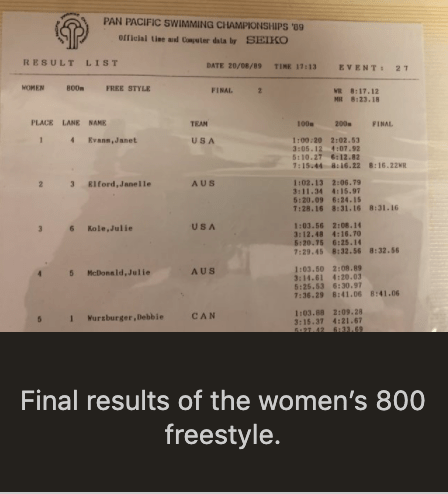 PAN PACIFIC SWIMMING CHAMPIONSHIPS '89
Official time and Computer data by SEIKO
RESULT LIST DATE 20/08/89 TIME 17:13 EVENT: 27
WOMEN 800m FREE STYLE FINAL WR 8:17.12
8:23.18
PLACE LANE NAME TEAM 100m 200m FINAL
1 4 Evans,Janet USA 1:00.20 2:02.53
3:05.12 4:07.92
5:10.27 6:12.82
7:15.44 8:16.22 8:16.22WR
2 3 Elford,Janelle AUS 1:02.13 2:06.79
3:11.34 4:15.97
5:20.09 6:24.15
7:28.16 8:31.16 8:31.16
3 6 Kole,Julie USA 1:03.56 2:08.14
3:12.48 4:16.70
5:20.75 6:25.14
7:29.45 8:32.56 8:32.56
4 5 McDonald,Julie AUS 1:03.50 2:08.89
3:14.61 4:20.03
5:25.53 6:30.97
7:36.29 8:41.06 8:41.06
5 1 Wurzburger,Debbie CAN 1:03.88 2:09.28
3:15.37 4:21.67
Final results of the women's 800
freestyle.